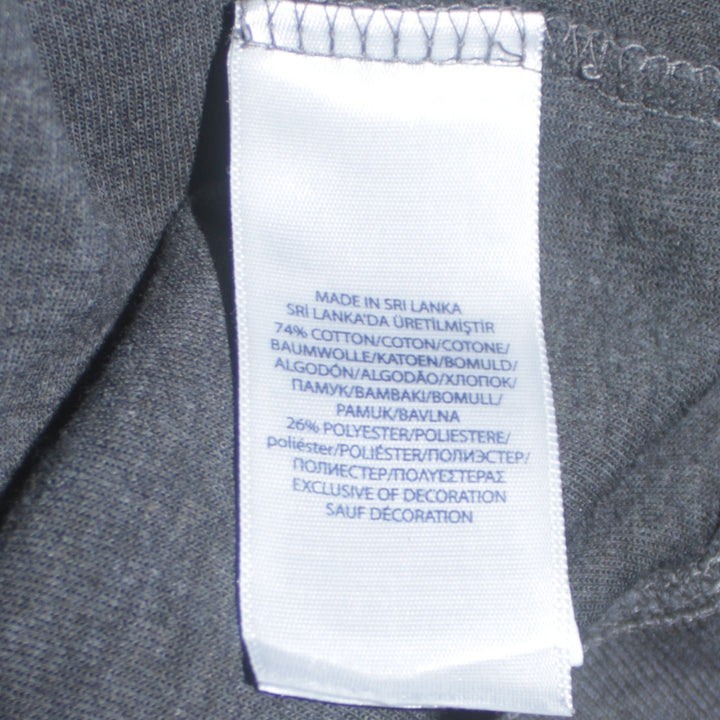 MADE IN SRI LANKA
SRİ LANKA'DA ÜRETİLMİŞTİR
74% COTTON/COTON/COTONE/
BAUMWOLLE/KATOEN/BOMULD/
ALGODÓN/ALGODÃO/ХЛОПОК/
ПАМУК/BAMBAKI/BOMULL/
PAMUK/BAVLNA
26% POLYESTER/POLIESTERE/
poliéster/POLIÉSTER/ПОЛИЭСТЕР/
ПОЛИЕСТЕР/ΠΟΛΥΕΣΤΕΡΑΣ
EXCLUSIVE OF DECORATION
SAUF DÉCORATION